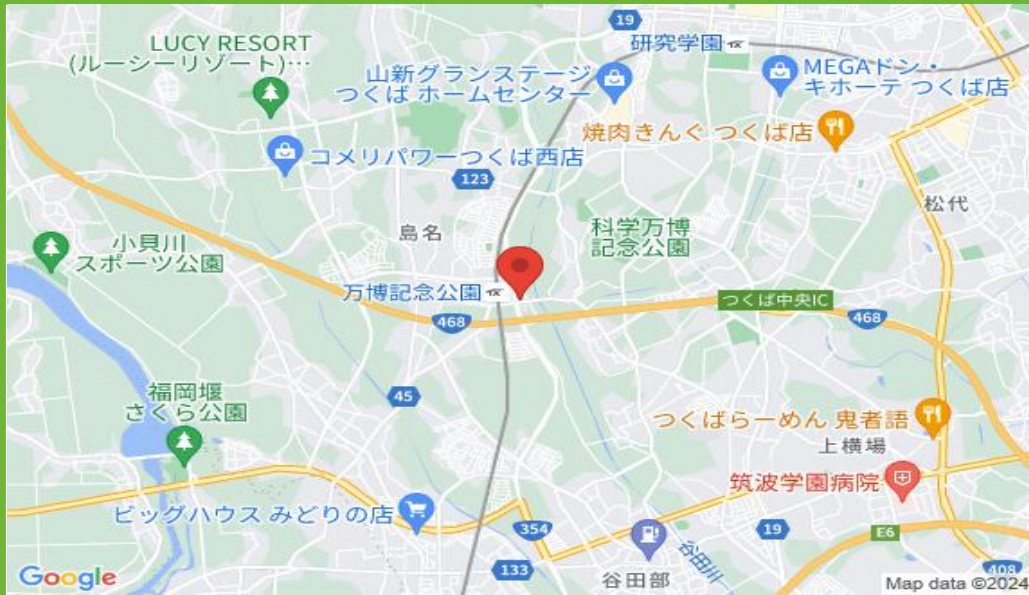 19
LUCY RESORT
(ルーシーリゾート)…
研究学園
山新グランステージ
つくば ホームセンター
MEGAドン・
キホーテ つくば店
焼肉きんぐ つくば店
コメリパワーつくば西店
123
松代
島名
科学万博
記念公園
小貝川
スポーツ公園
万博記念公園
つくば中央IC
468
468
福岡堰
さくら公園
45
つくばらーめん 鬼者語
上横場
筑波学園病院
ビッグハウス みどりの店
354
19
E6
谷田川
133
谷田部
408
Google
Map data ©2024